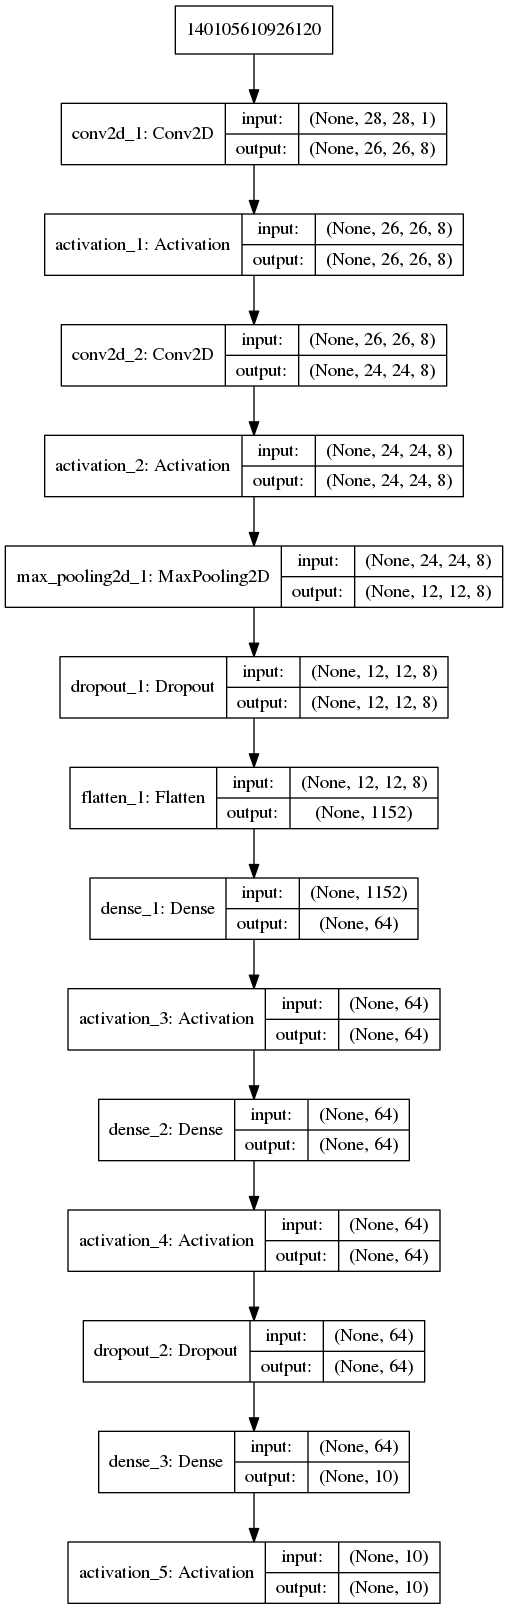 140105610926120
conv2d_1: Conv2D
input: (None, 28, 28, 1)
output: (None, 26, 26, 8)
activation_1: Activation
input: (None, 26, 26, 8)
output: (None, 26, 26, 8)
conv2d_2: Conv2D
input: (None, 26, 26, 8)
output: (None, 24, 24, 8)
activation_2: Activation
input: (None, 24, 24, 8)
output: (None, 24, 24, 8)
max_pooling2d_1: MaxPooling2D
input: (None, 24, 24, 8)
output: (None, 12, 12, 8)
dropout_1: Dropout
input: (None, 12, 12, 8)
output: (None, 12, 12, 8)
flatten_1: Flatten
input: (None, 12, 12, 8)
output: (None, 1152)
dense_1: Dense
input: (None, 1152)
output: (None, 64)
activation_3: Activation
input: (None, 64)
output: (None, 64)
dense_2: Dense
input: (None, 64)
output: (None, 64)
activation_4: Activation
input: (None, 64)
output: (None, 64)
dropout_2: Dropout
input: (None, 64)
output: (None, 64)
dense_3: Dense
input: (None, 64)
output: (None, 10)
activation_5: Activation
input: (None, 10)
output: (None, 10)